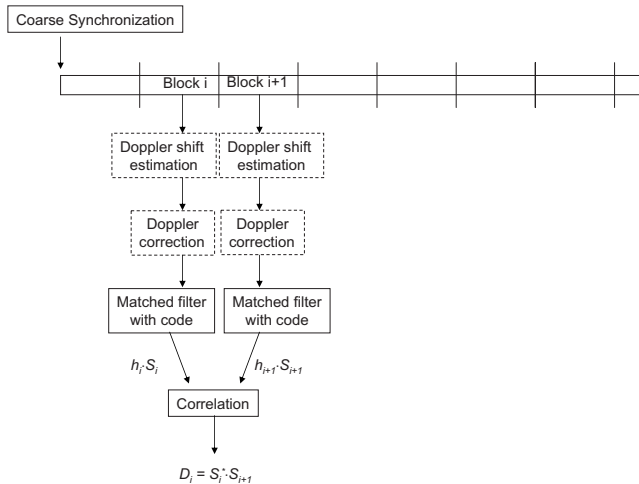 Coarse Synchronization
Block i Block i+1
Doppler shift estimation Doppler shift estimation
Doppler correction Doppler correction
Matched filter with code Matched filter with code
hᵢ·Sᵢ hᵢ₊₁·Sᵢ₊₁
Correlation
Dᵢ = Sᵢ*·Sᵢ₊₁